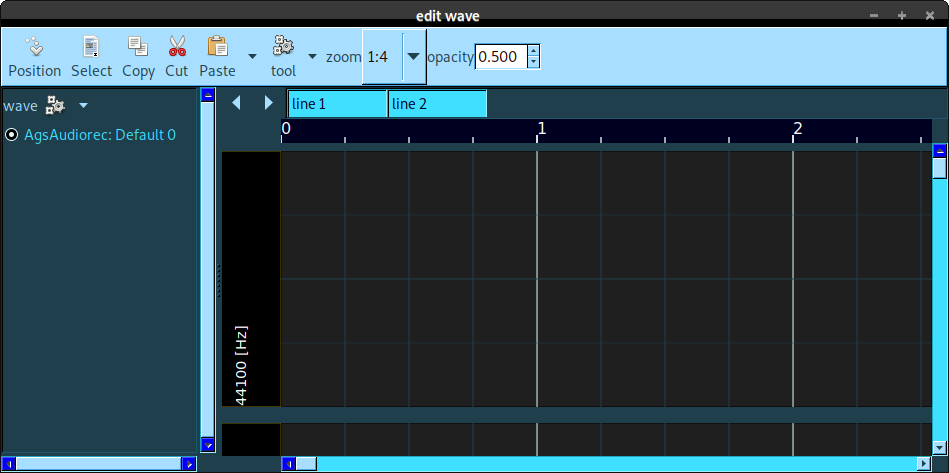 edit wave
Position Select Copy Cut Paste tool zoom 1:4 opacity 0.500
wave
line 1 line 2
AgsAudiorec: Default 0
0 1 2
44100 [Hz]